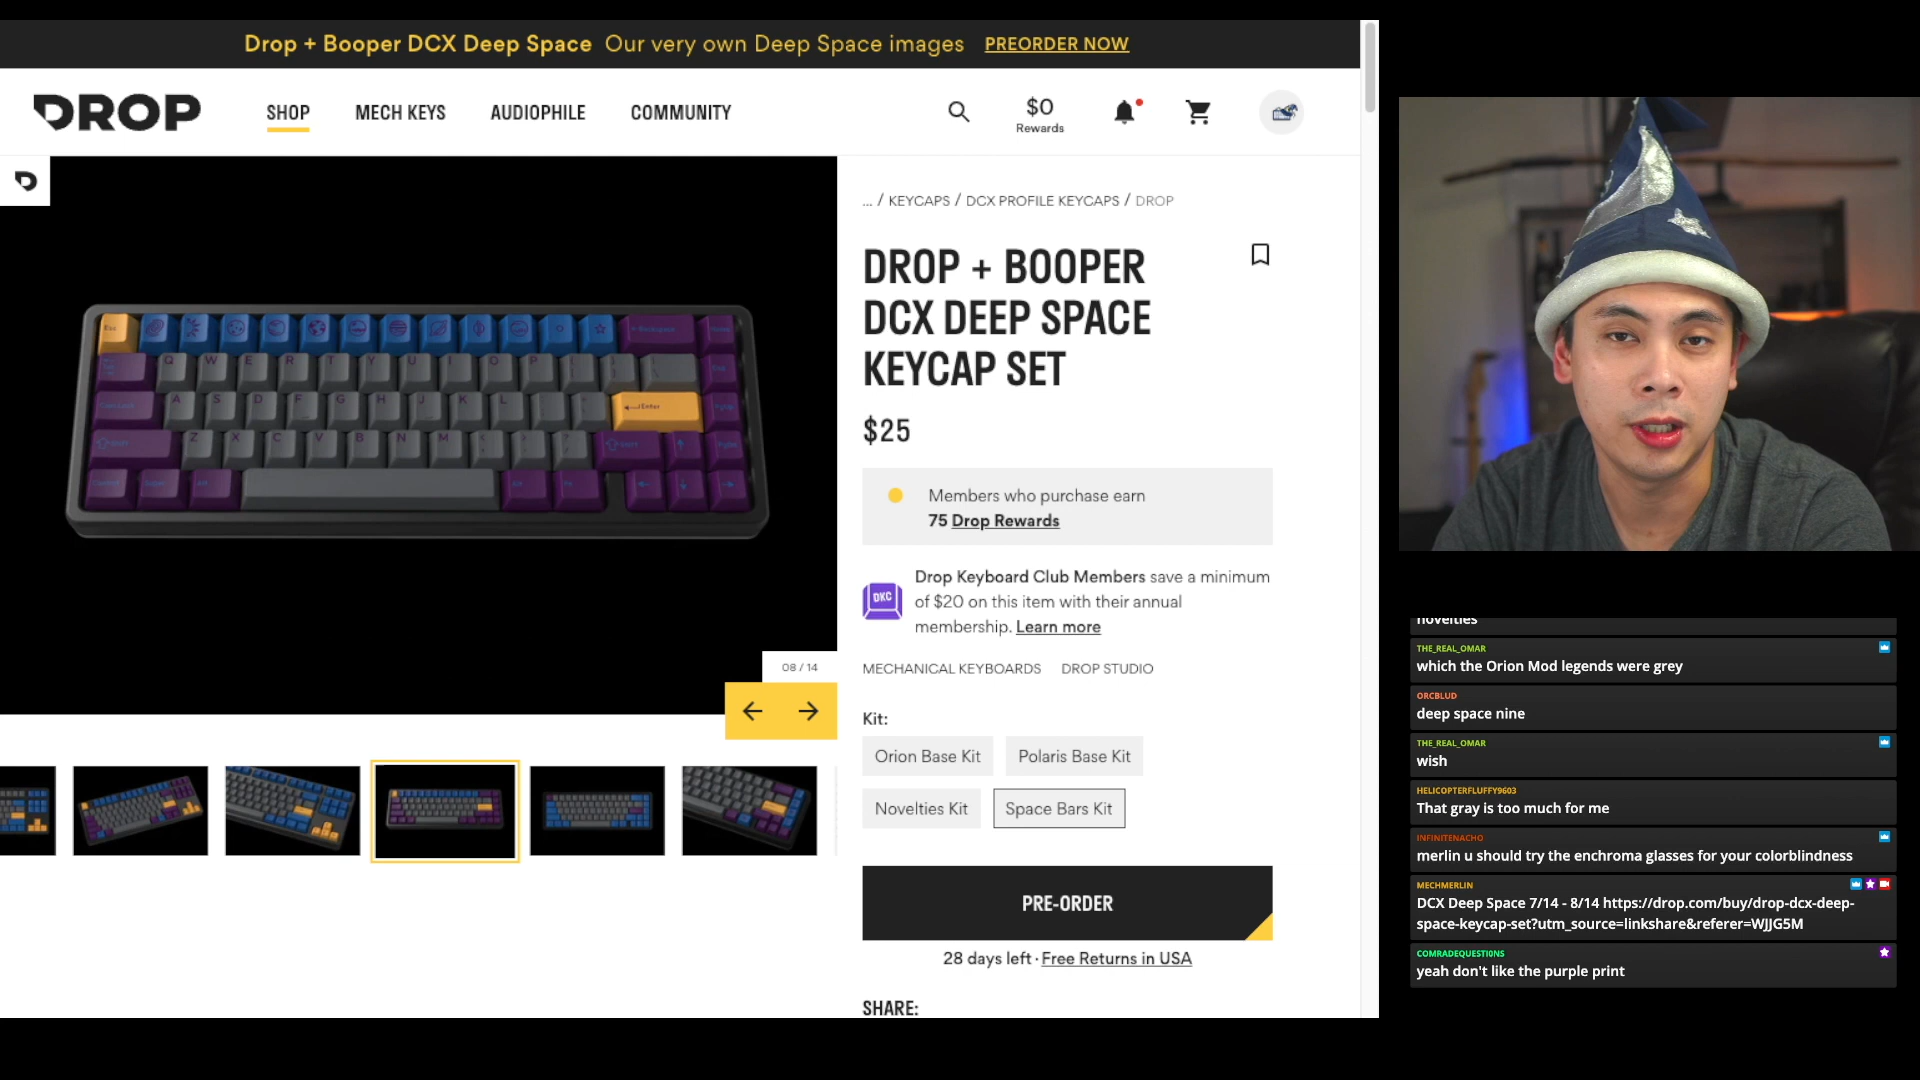 Drop + Booper DCX Deep Space Our very own Deep Space images PREORDER NOW
DROP
SHOP
MECH KEYS
AUDIOPHILE
COMMUNITY
$0
Rewards
... / KEYCAPS / DCX PROFILE KEYCAPS / DROP
DROP + BOOPER
DCX DEEP SPACE
KEYCAP SET
$25
Members who purchase earn
75 Drop Rewards
DKC
Drop Keyboard Club Members save a minimum
of $20 on this item with their annual
membership. Learn more
MECHANICAL KEYBOARDS DROP STUDIO
Kit:
Orion Base Kit
Polaris Base Kit
Novelties Kit
Space Bars Kit
PRE-ORDER
28 days left · Free Returns in USA
SHARE:
08 / 14
Esc
Q W E R T Y U I O P
A S D F G H J K L
Enter
Z X C V B N M
novelties
THE_REAL_OMAR
which the Orion Mod legends were grey
ORCBLUD
deep space nine
THE_REAL_OMAR
wish
HELICOPTERFLUFFY9603
That gray is too much for me
INFINITENACHO
merlin u should try the enchroma glasses for your colorblindness
MECHMERLIN
DCX Deep Space 7/14 - 8/14 https://drop.com/buy/drop-dcx-deep-
space-keycap-set?utm_source=linkshare&referer=WJJG5M
COMRADEQUESTI0NS
yeah don't like the purple print